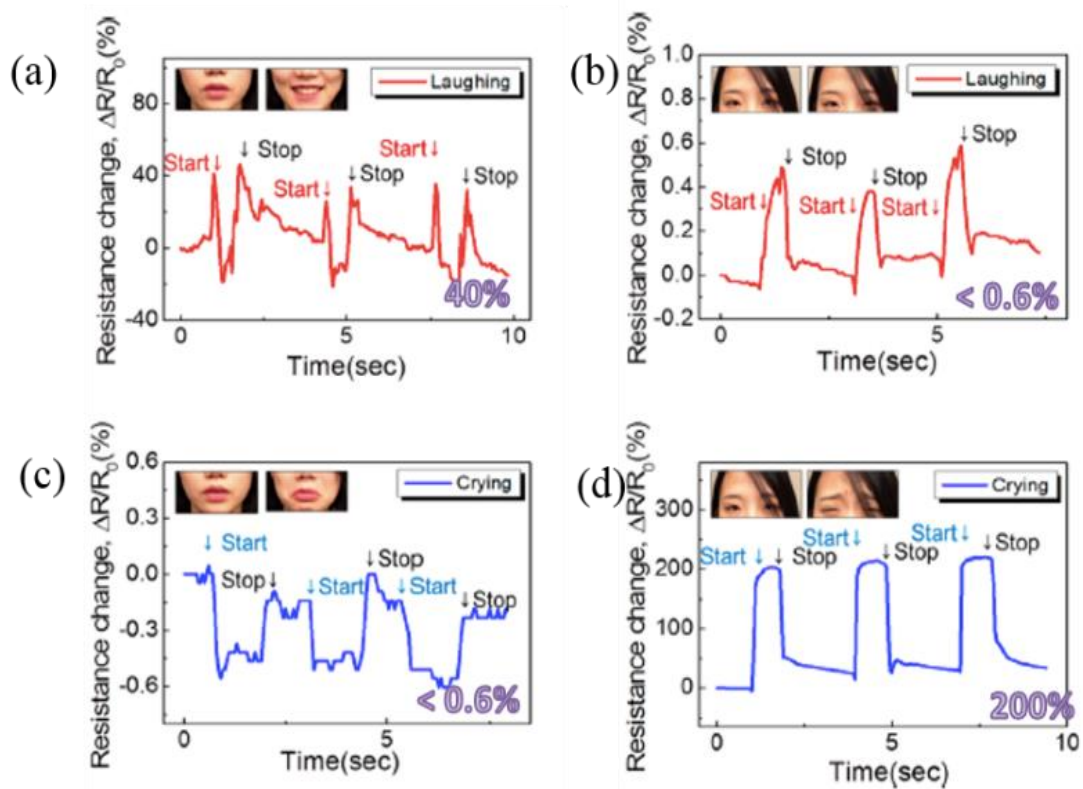 (a)
Resistance change, ΔR/R0(%)
80
40
0
-40
Laughing
Start↓
↓ Stop
Start↓
↓ Stop
Start↓
↓ Stop
40%
0
5
10
Time(sec)
(b)
Resistance change, ΔR/R0(%)
1.0
0.8
0.6
0.4
0.2
0.0
-0.2
Laughing
Start↓
Stop
↓
Start↓
Stop
↓
Start↓
↓ Stop
< 0.6%
0
5
Time(sec)
(c)
Resistance change, ΔR/R0(%)
0.6
0.3
0.0
-0.3
-0.6
Crying
↓ Start
Stop↓
↓Start
↓Stop
↓ Start
↓Stop
< 0.6%
0
5
Time(sec)
(d)
Resistance change, ΔR/R0(%)
300
200
100
0
Crying
Start ↓
↓ Stop
Start↓
↓ Stop
Start↓
↓ Stop
200%
0
5
10
Time(sec)